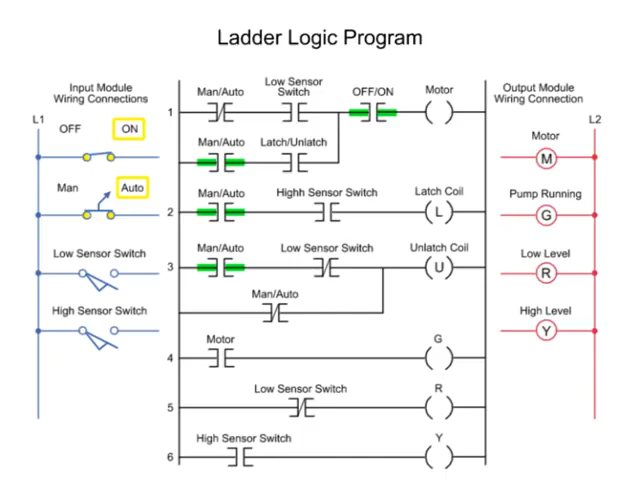 Ladder Logic Program
Input Module
Wiring Connections
L1
OFF
ON
Man
Auto
Low Sensor Switch
High Sensor Switch
1
Man/Auto
Low Sensor
Switch
OFF/ON
Motor
Man/Auto
Latch/Unlatch
2
Man/Auto
Highh Sensor Switch
Latch Coil
L
3
Man/Auto
Low Sensor Switch
Unlatch Coil
U
Man/Auto
4
Motor
G
5
Low Sensor Switch
R
6
High Sensor Switch
Y
Output Module
Wiring Connection
L2
Motor
M
Pump Running
G
Low Level
R
High Level
Y